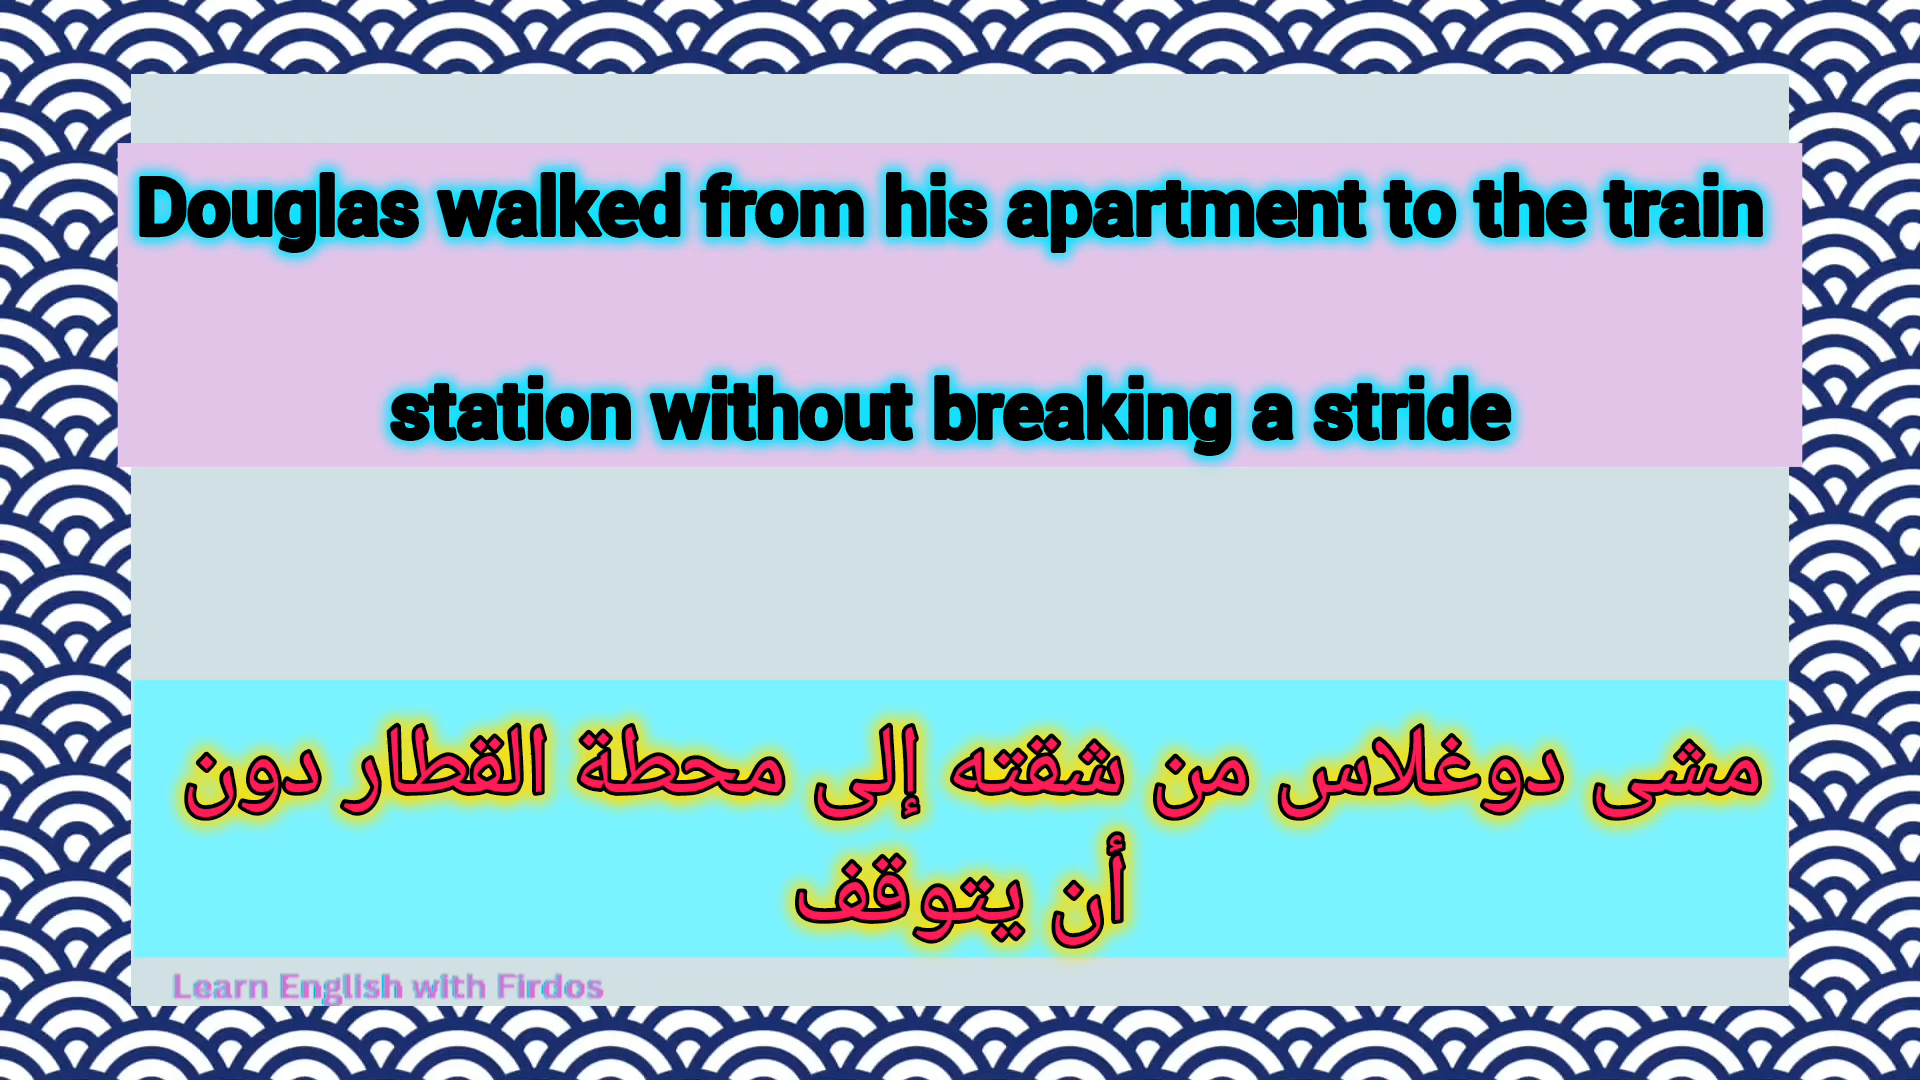 Douglas walked from his apartment to the train
station without breaking a stride
مشى دوغلاس من شقته إلى محطة القطار دون
أن يتوقف
Learn English with Firdos